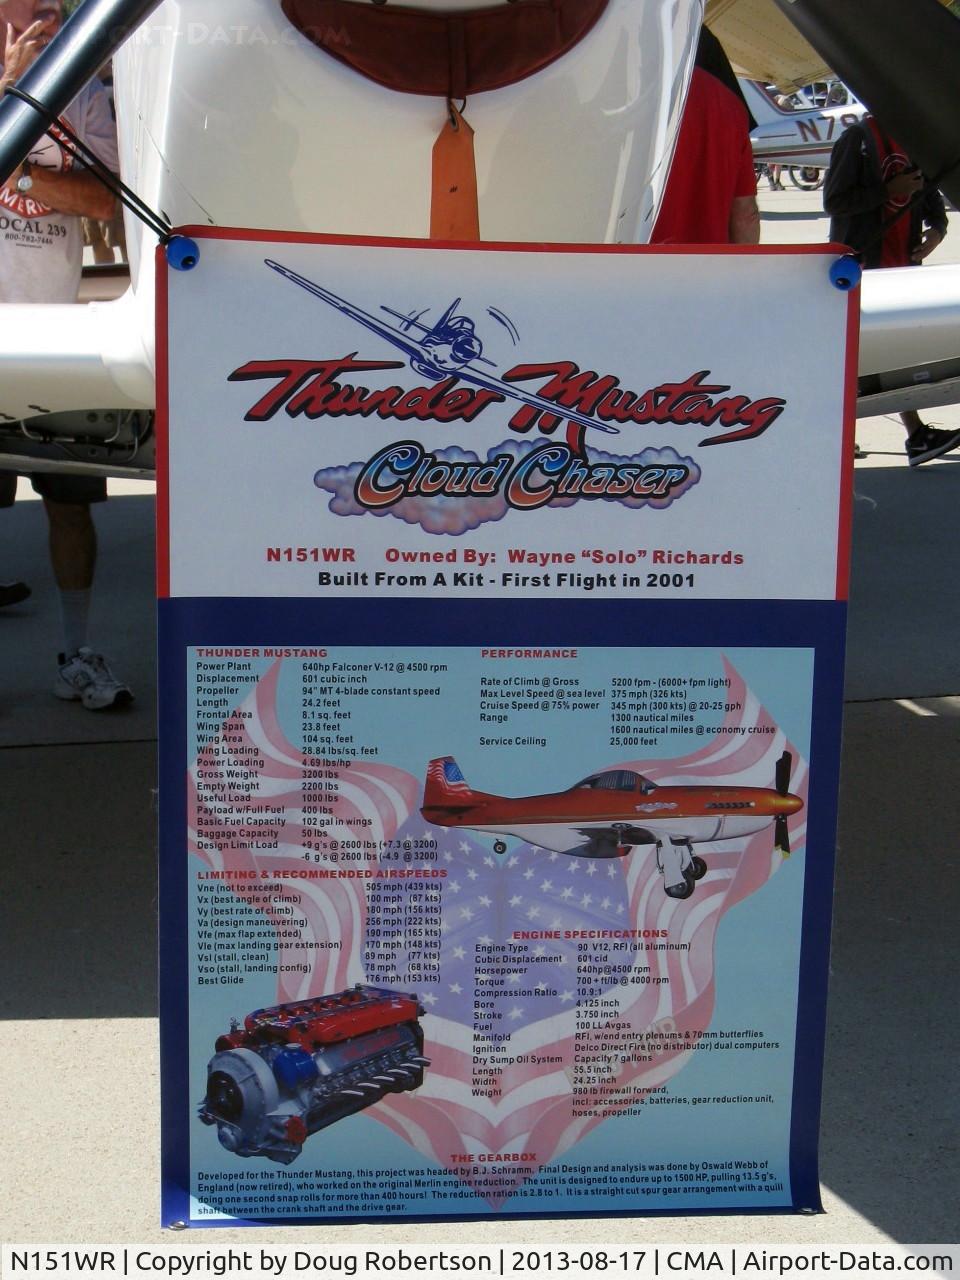 AIRPORT-DATA.COM
N79
AMERI
LOCAL 239
800-782-7446
Thunder Mustang
Cloud Chaser
N151WR Owned By: Wayne “Solo” Richards
Built From A Kit - First Flight in 2001
THUNDER MUSTANG
Power Plant 640hp Falconer V-12 @ 4500 rpm
Displacement 601 cubic inch
Propeller 94" MT 4-blade constant speed
Length 24.2 feet
Frontal Area 8.1 sq. feet
Wing Span 23.8 feet
Wing Area 104 sq. feet
Wing Loading 28.84 lbs/sq. feet
Power Loading 4.69 lbs/hp
Gross Weight 3200 lbs
Empty Weight 2200 lbs
Useful Load 1000 lbs
Payload w/Full Fuel 400 lbs
Basic Fuel Capacity 102 gal in wings
Baggage Capacity 50 lbs
Design Limit Load +9 g's @ 2600 lbs (+7.3 @ 3200)
-6 g's @ 2600 lbs (-4.9 @ 3200)
LIMITING & RECOMMENDED AIRSPEEDS
Vne (not to exceed) 505 mph (439 kts)
Vx (best angle of climb) 100 mph (87 kts)
Vy (best rate of climb) 180 mph (156 kts)
Va (design maneuvering) 256 mph (222 kts)
Vfe (max flap extended) 190 mph (165 kts)
Vle (max landing gear extension) 170 mph (148 kts)
Vsl (stall, clean) 89 mph (77 kts)
Vso (stall, landing config) 78 mph (68 kts)
Best Glide 176 mph (153 kts)
PERFORMANCE
Rate of Climb @ Gross 5200 fpm - (6000+ fpm light)
Max Level Speed @ sea level 375 mph (326 kts)
Cruise Speed @ 75% power 345 mph (300 kts) @ 20-25 gph
Range 1300 nautical miles
1600 nautical miles @ economy cruise
Service Ceiling 25,000 feet
ENGINE SPECIFICATIONS
Engine Type 90 V12, RFI (all aluminum)
Cubic Displacement 601 cid
Horsepower 640hp@4500 rpm
Torque 700 + ft/lb @ 4000 rpm
Compression Ratio 10.9:1
Bore 4.125 inch
Stroke 3.750 inch
Fuel 100 LL Avgas
Manifold RFI, w/end entry plenums & 70mm butterflies
Ignition Delco Direct Fire (no distributor) dual computers
Dry Sump Oil System Capacity 7 gallons
Length 55.5 inch
Width 24.25 inch
Weight 980 lb firewall forward,
incl: accessories, batteries, gear reduction unit,
hoses, propeller
THE GEARBOX
Developed for the Thunder Mustang, this project was headed by B.J. Schramm. Final Design and analysis was done by Oswald Webb of
England (now retired), who worked on the original Merlin engine reduction. The unit is designed to endure up to 1500 HP, pulling 13.5 g's,
doing one second snap rolls for more than 400 hours! The reduction ration is 2.8 to 1. It is a straight cut spur gear arrangement with a quill
shaft between the crank shaft and the drive gear.
N151WR | Copyright by Doug Robertson | 2013-08-17 | CMA | Airport-Data.com